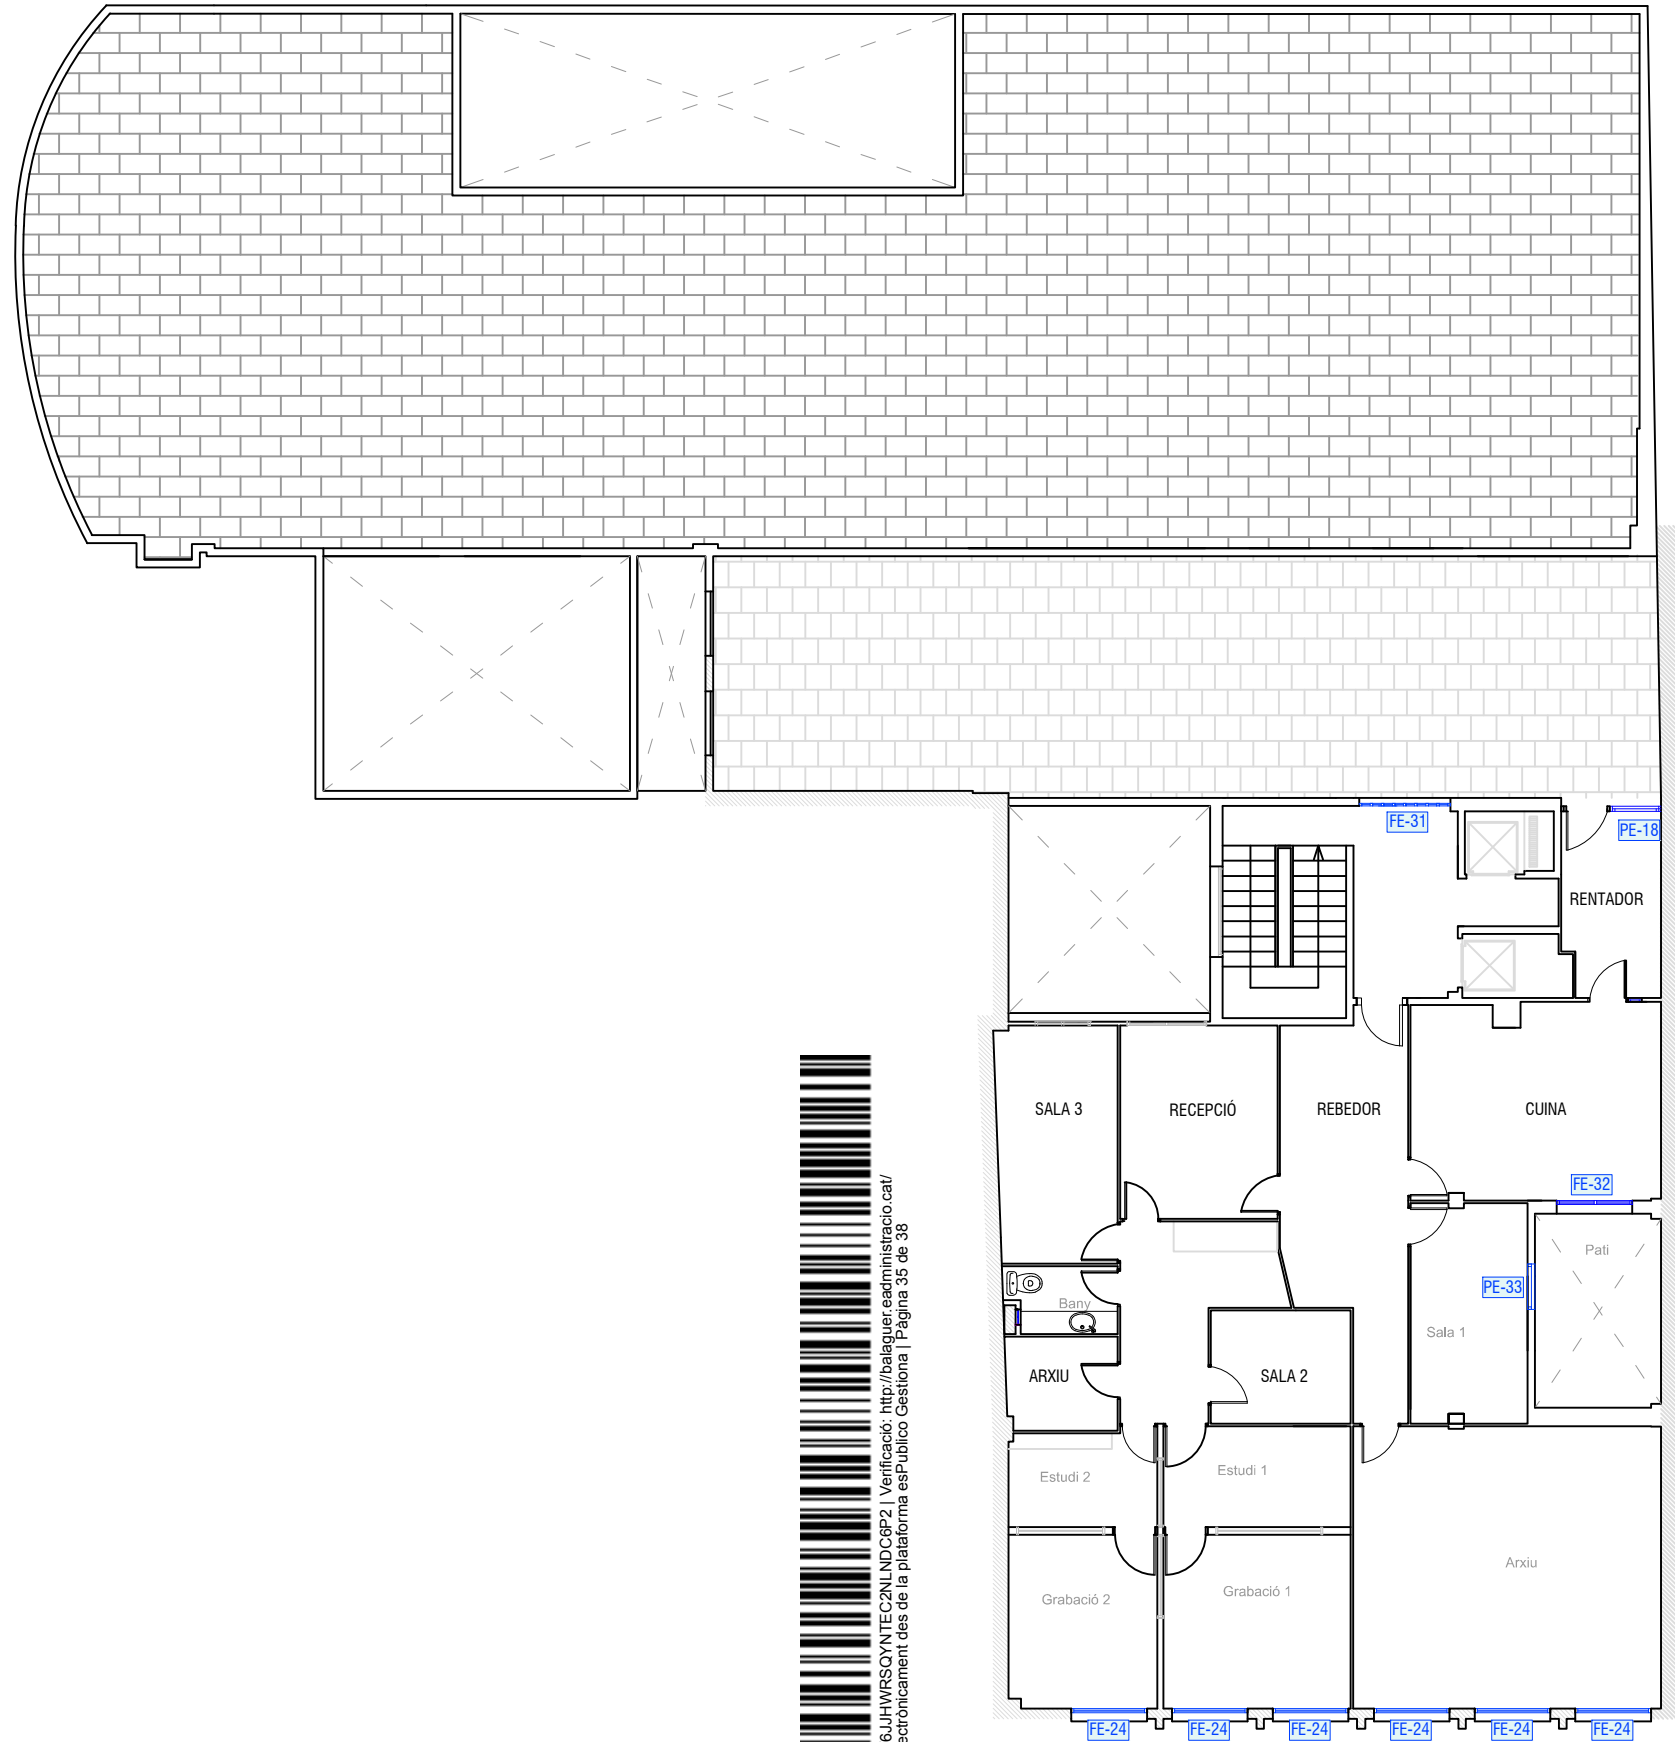 FE-31
PE-18
RENTADOR
SALA 3
RECEPCIÓ
REBEDOR
CUINA
FE-32
Pati
PE-33
Bany
Sala 1
ARXIU
SALA 2
Estudi 2
Estudi 1
Arxiu
Grabació 2
Grabació 1
FE-24
FE-24
FE-24
FE-24
FE-24
FE-24
6JJHWRSQYNTEC2NLNDC6P2 | Verificació: http://balaguer.eadministracio.cat/
ectrònicament des de la plataforma esPublico Gestiona | Pàgina 35 de 38